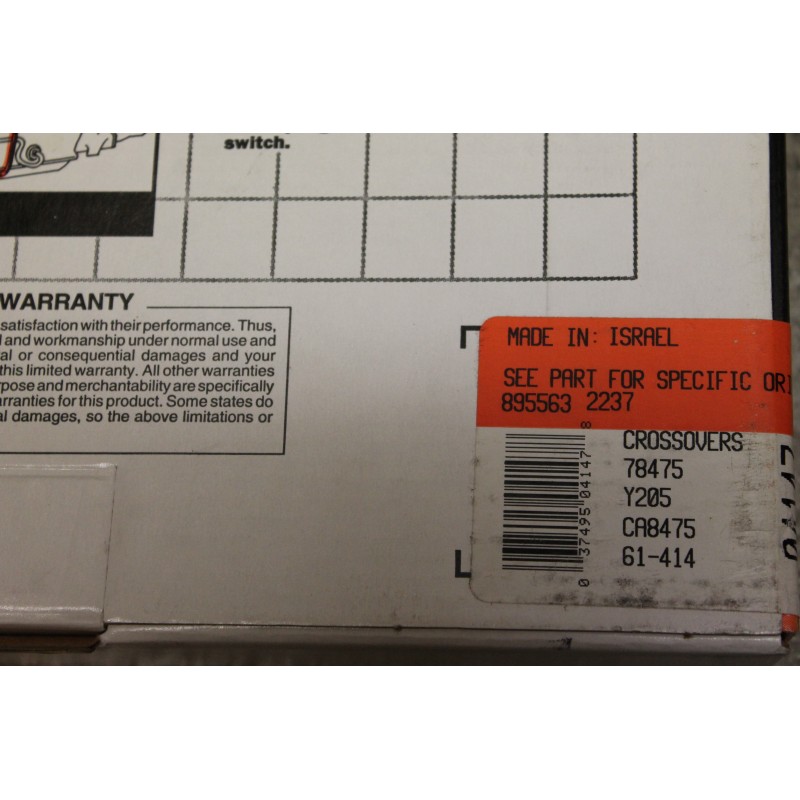 switch.
WARRANTY
satisfaction with their performance. Thus,
l and workmanship under normal use and
al or consequential damages and your
this limited warranty. All other warranties
rpose and merchantability are specifically
arranties for this product. Some states do
al damages, so the above limitations or
MADE IN: ISRAEL
SEE PART FOR SPECIFIC ORI
895563 2237
CROSSOVERS
78475
Y205
CA8475
61-414
0 37495 04147 8